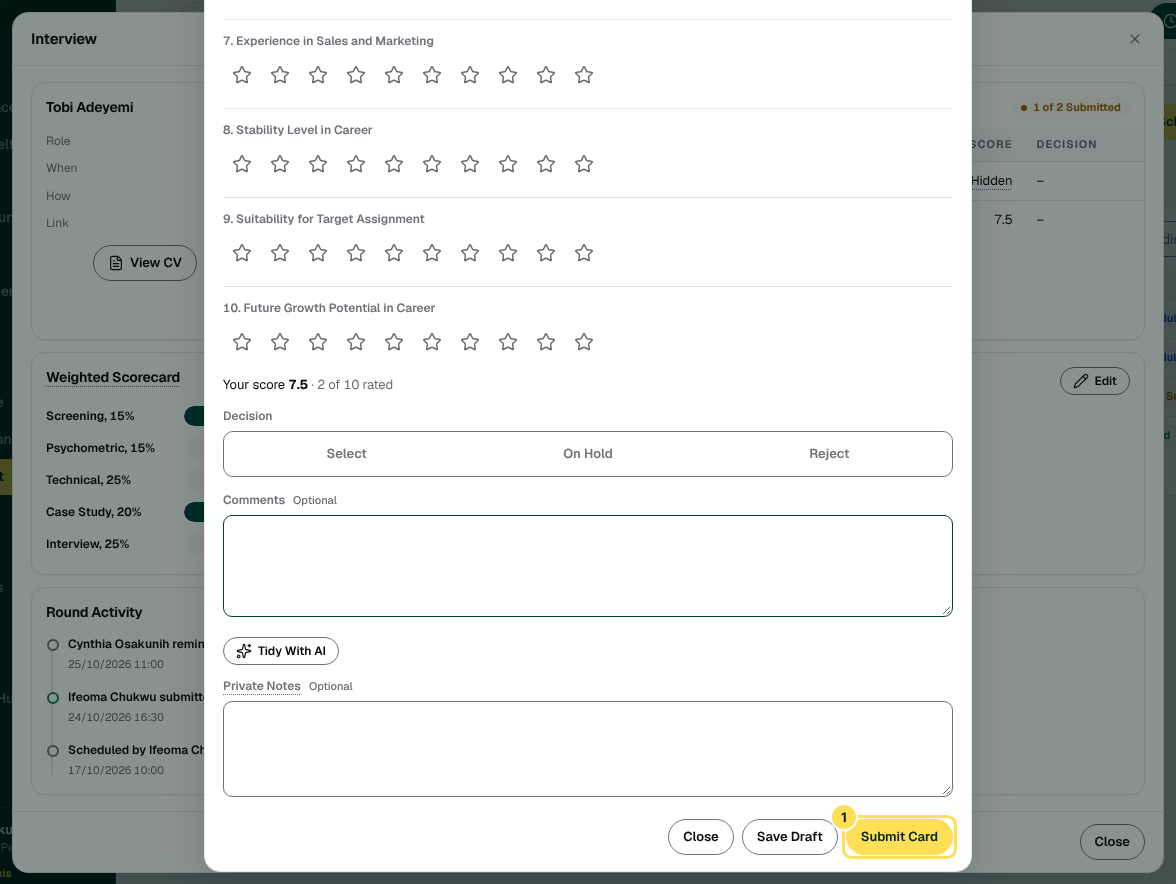 Interview
Tobi Adeyemi
Role
When
How
Link
View CV
1 of 2 Submitted
SCORE DECISION
Hidden –
7.5 –
Weighted Scorecard
Edit
Screening, 15%
Psychometric, 15%
Technical, 25%
Case Study, 20%
Interview, 25%
Round Activity
Cynthia Osakunih
25/10/2026 11:00
Ifeoma Chukwu
24/10/2026 16:30
Scheduled by Ifeoma
17/10/2026 10:00
Close
7. Experience in Sales and Marketing
8. Stability Level in Career
9. Suitability for Target Assignment
10. Future Growth Potential in Career
Your score 7.5 · 2 of 10 rated
Decision
Select On Hold Reject
Comments Optional
Tidy With AI
Private Notes Optional
1
Close Save Draft Submit Card